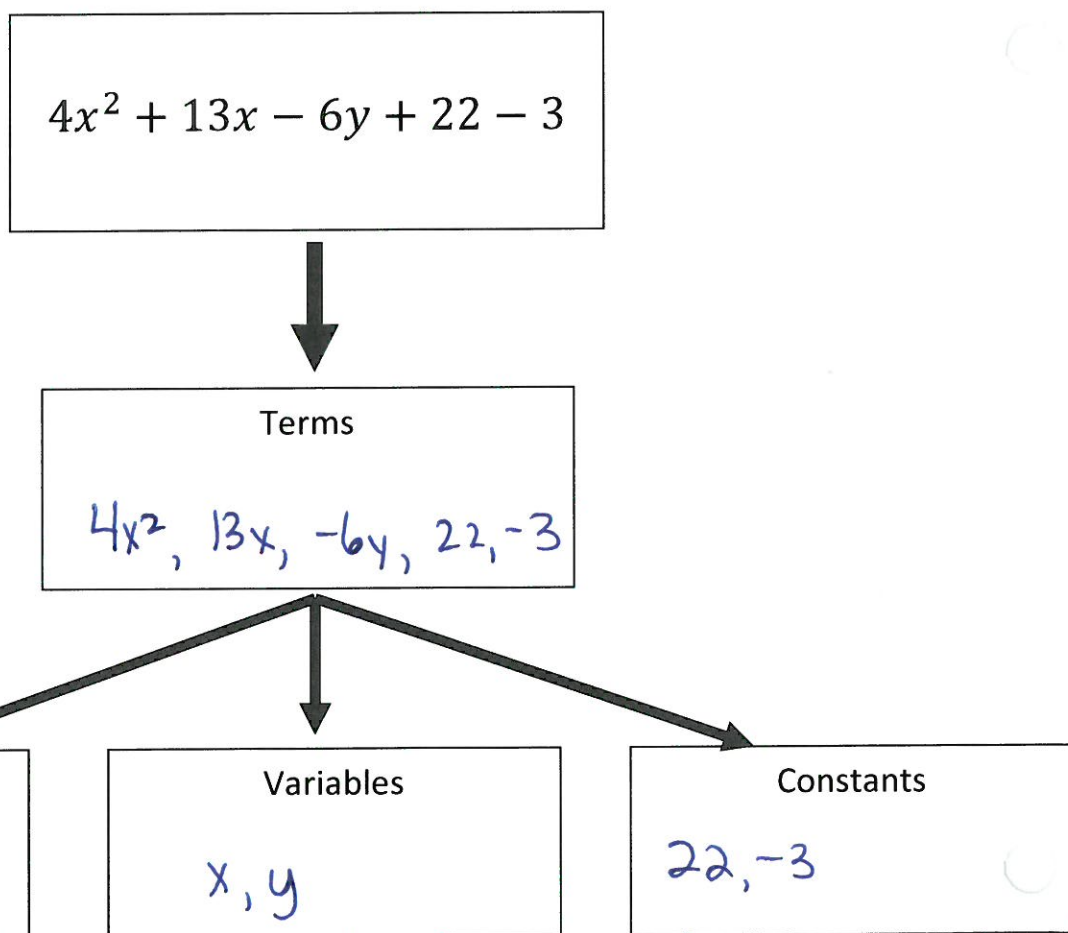 4x² + 13x − 6y + 22 − 3
Terms
4x², 13x, -6y, 22, -3
Variables
Constants
x, y
22, -3